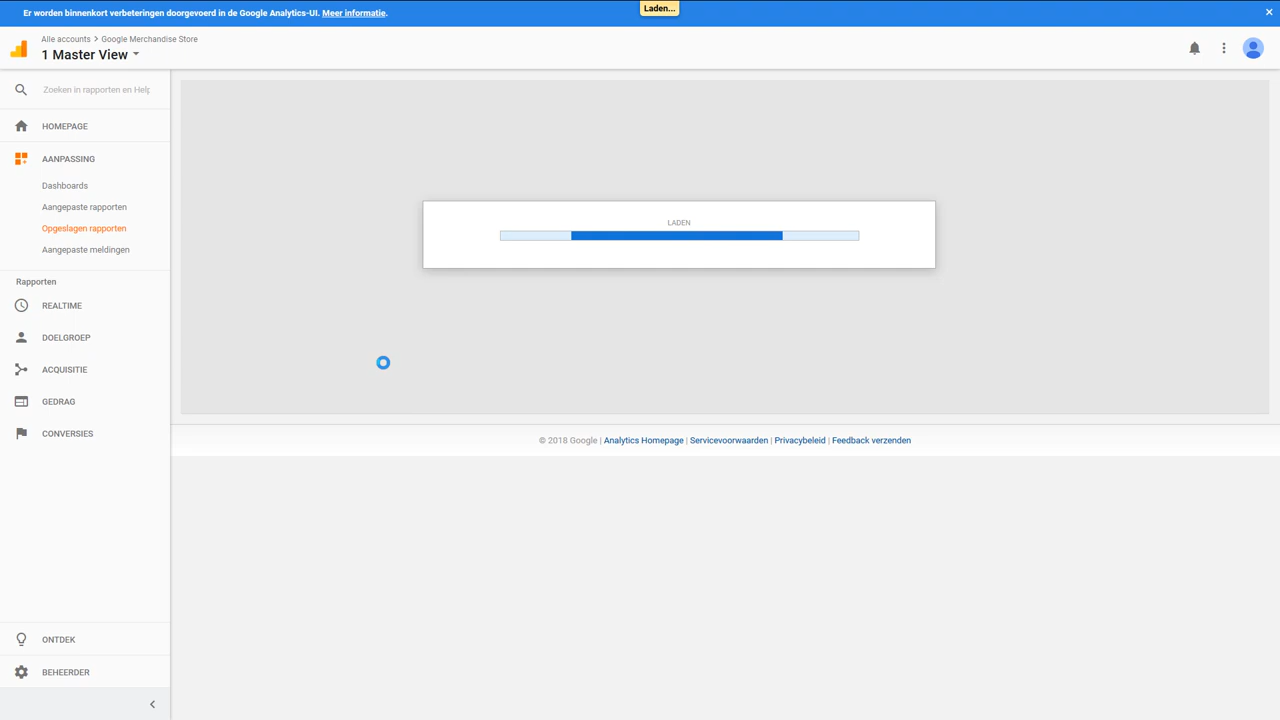 Er worden binnenkort verbeteringen doorgevoerd in de Google Analytics-UI. Meer informatie.
Laden...
Alle accounts > Google Merchandise Store
1 Master View
Zoeken in rapporten en Help
HOMEPAGE
AANPASSING
Dashboards
Aangepaste rapporten
Opgeslagen rapporten
Aangepaste meldingen
Rapporten
REALTIME
DOELGROEP
ACQUISITIE
GEDRAG
CONVERSIES
ONTDEK
BEHEERDER
LADEN
© 2018 Google | Analytics Homepage | Servicevoorwaarden | Privacybeleid | Feedback verzenden